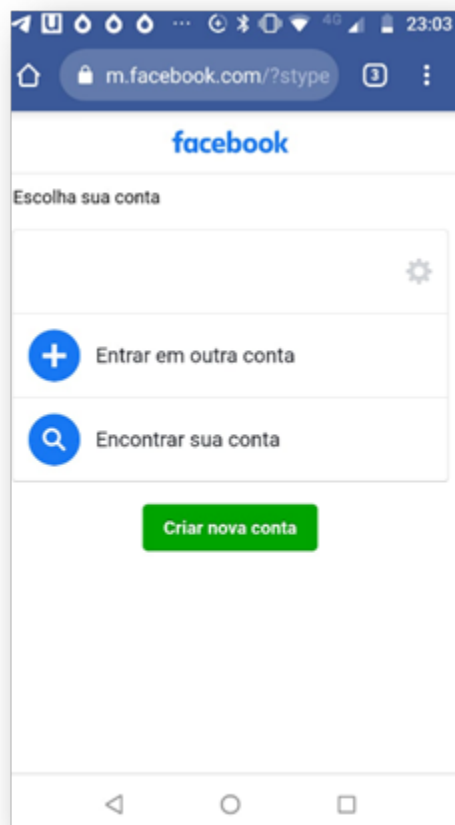 4G 23:03
m.facebook.com/?stype
3
facebook
Escolha sua conta
Entrar em outra conta
Encontrar sua conta
Criar nova conta